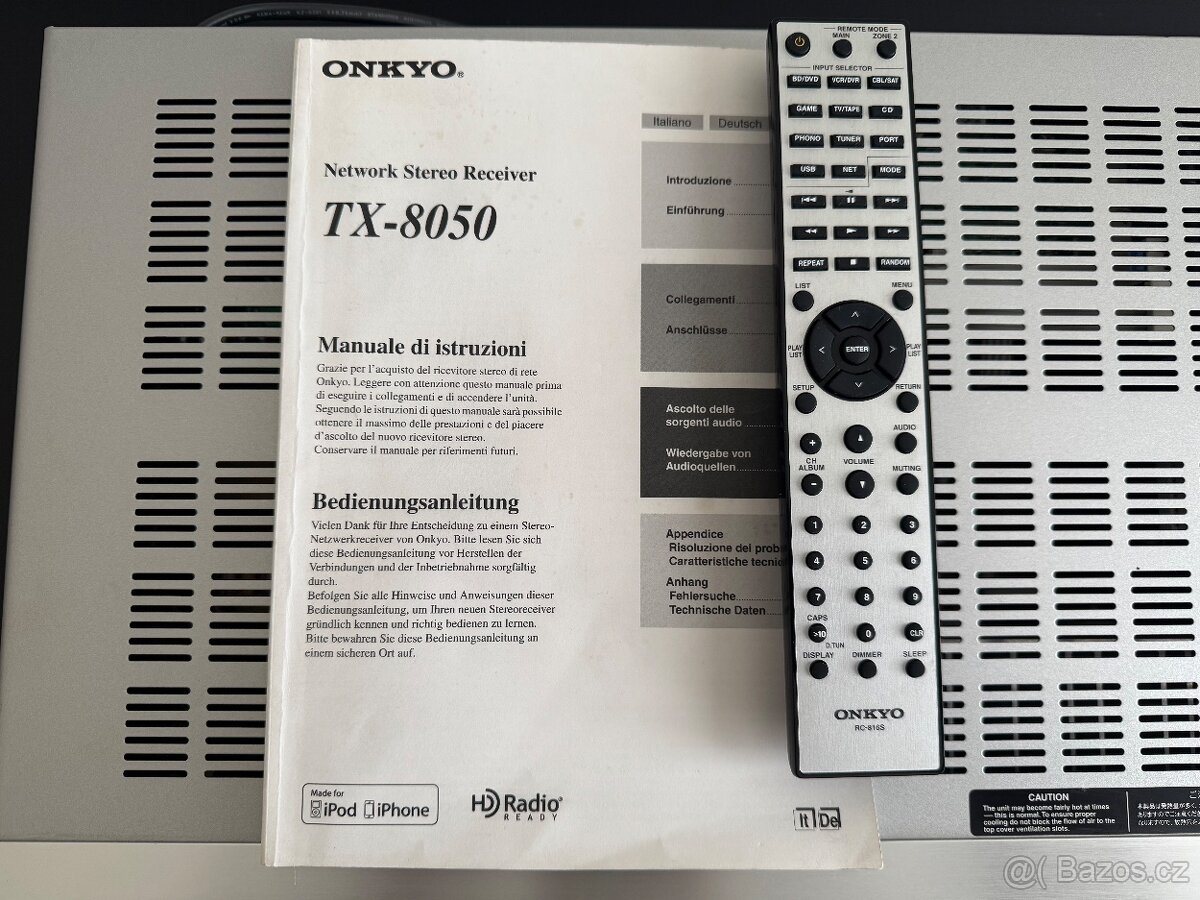 ONKYO®
Network Stereo Receiver
TX-8050
Manuale di istruzioni
Grazie per l'acquisto del ricevitore stereo di rete
Onkyo. Leggere con attenzione questo manuale prima
di eseguire i collegamenti e di accendere l'unità.
Seguendo le istruzioni di questo manuale sarà possibile
ottenere il massimo delle prestazioni e del piacere
d'ascolto del nuovo ricevitore stereo.
Conservare il manuale per riferimenti futuri.
Bedienungsanleitung
Vielen Dank für Ihre Entscheidung zu einem Stereo-
Netzwerkreceiver von Onkyo. Bitte lesen Sie sich
diese Bedienungsanleitung vor Herstellen der
Verbindungen und der Inbetriebnahme sorgfältig
durch.
Befolgen Sie alle Hinweise und Anweisungen dieser
Bedienungsanleitung, um Ihren neuen Stereoreceiver
gründlich kennen und richtig bedienen zu lernen.
Bitte bewahren Sie diese Bedienungsanleitung an
einem sicheren Ort auf.
Made for
iPod iPhone
HD Radio®
READY
It De
Italiano Deutsch
Introduzione
Einführung
Collegamenti
Anschlüsse
Ascolto delle
sorgenti audio
Wiedergabe von
Audioquellen
Appendice
Risoluzione dei prob
Caratteristiche tecnic
Anhang
Fehlersuche
Technische Daten
REMOTE MODE
MAIN ZONE 2
INPUT SELECTOR
BD/DVD VCR/DVR CBL/SAT
GAME TV/TAPE CD
PHONO TUNER PORT
USB NET MODE
REPEAT RANDOM
LIST MENU
PLAY LIST ENTER PLAY LIST
SETUP RETURN
+ AUDIO
CH
ALBUM VOLUME
- MUTING
1 2 3
4 5 6
7 8 9
CAPS
>10 0 CLR
D.TUN
DISPLAY DIMMER SLEEP
ONKYO
RC-816S
CAUTION
The unit may become fairly hot at times
— this is normal. To ensure proper
cooling do not block the flow of air to the
top cover ventilation slots.
@( Bazos.cz